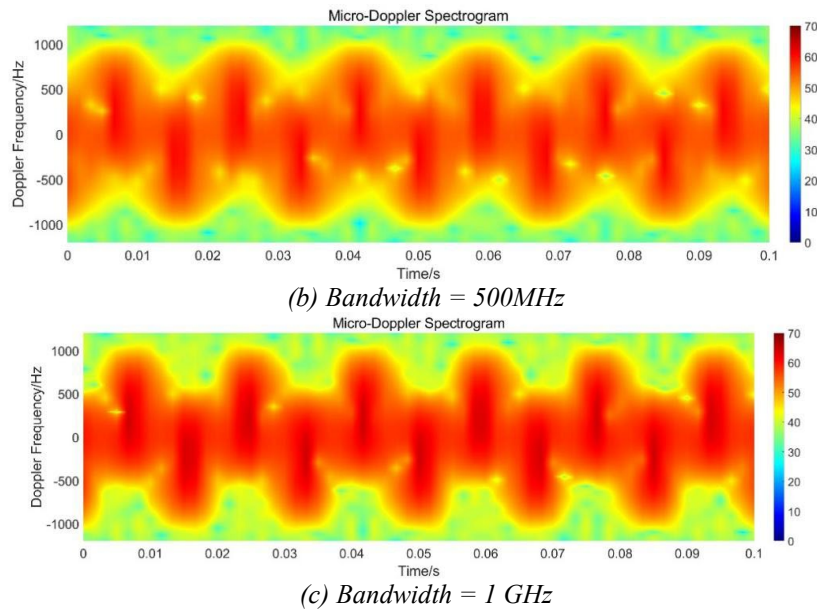 Micro-Doppler Spectrogram
Doppler Frequency/Hz
1000
500
0
-500
-1000
0 0.01 0.02 0.03 0.04 0.05 0.06 0.07 0.08 0.09 0.1
Time/s
70
60
50
40
30
20
10
0
(b) Bandwidth = 500MHz
Micro-Doppler Spectrogram
Doppler Frequency/Hz
1000
500
0
-500
-1000
0 0.01 0.02 0.03 0.04 0.05 0.06 0.07 0.08 0.09 0.1
Time/s
70
60
50
40
30
20
10
0
(c) Bandwidth = 1 GHz